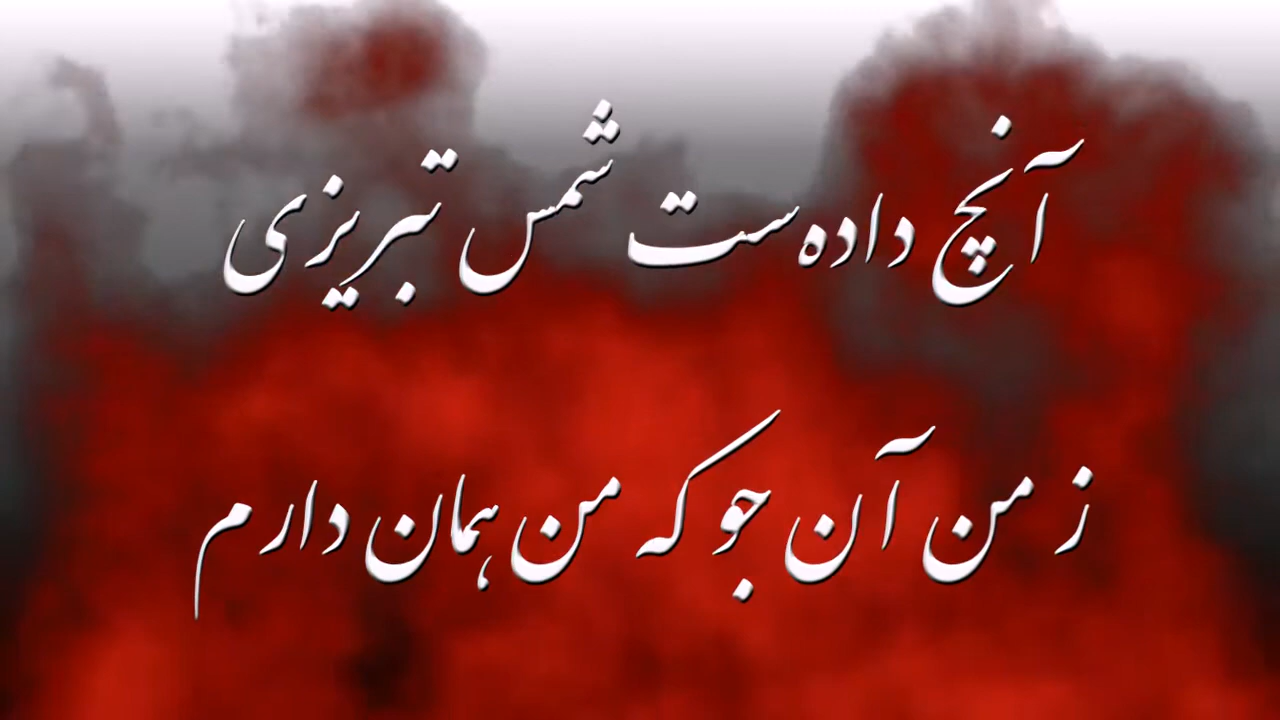 آنچ داده‌ست شمس تبریزی
ز من آن جو که من همان دارم